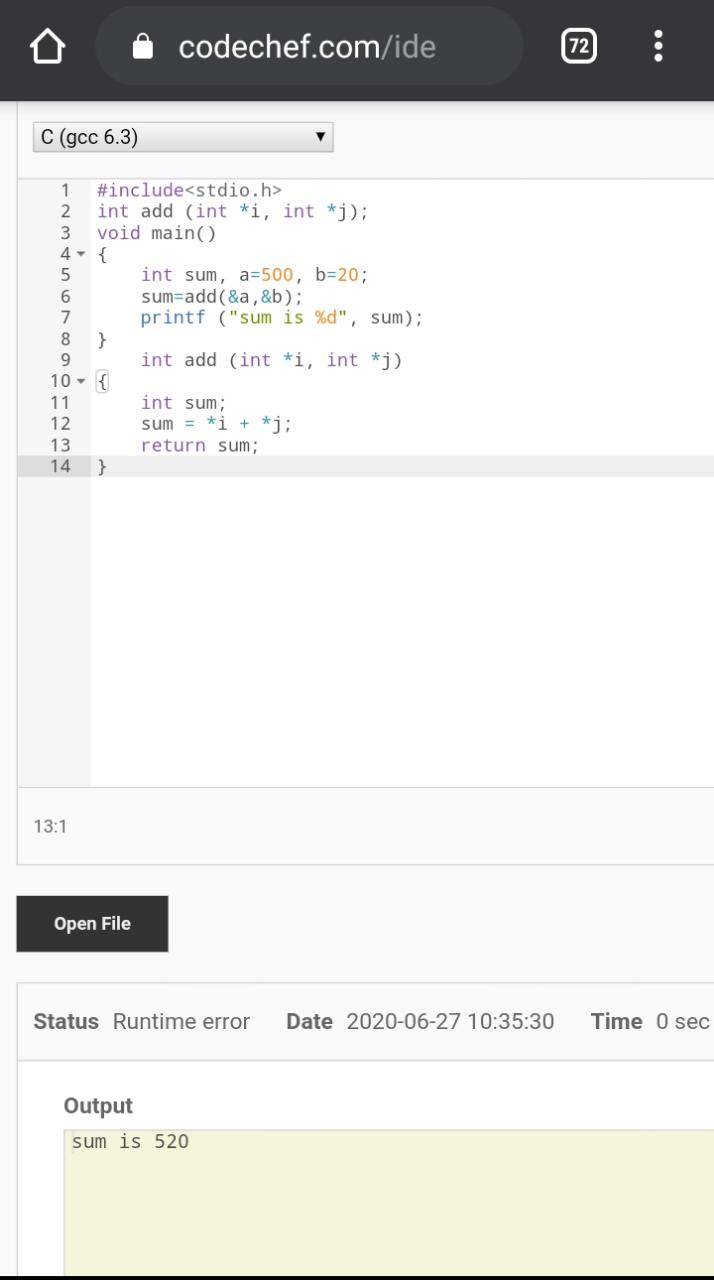 codechef.com/ide
72
C (gcc 6.3)
1 #include<stdio.h>
2 int add (int *i, int *j);
3 void main()
4 {
5 int sum, a=500, b=20;
6 sum=add(&a,&b);
7 printf ("sum is %d", sum);
8 }
9 int add (int *i, int *j)
10 {
11 int sum;
12 sum = *i + *j;
13 return sum;
14 }
13:1
Open File
Status Runtime error Date 2020-06-27 10:35:30 Time 0 sec
Output
sum is 520